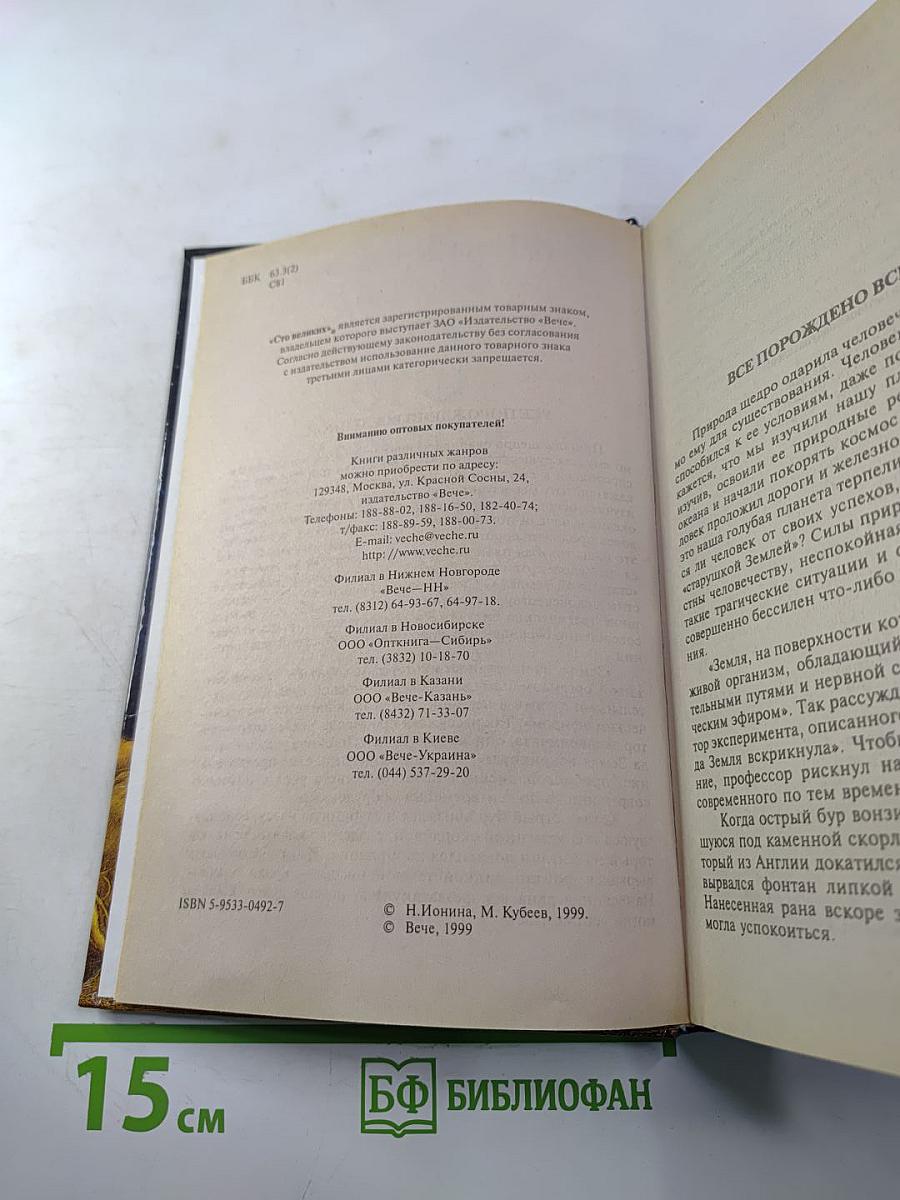 ББК 63.3(2)
С81
«Сто великих»® является зарегистрированным товарным знаком,
владельцем которого выступает ЗАО «Издательство «Вече».
Согласно действующему законодательству без согласования
с издательством использование данного товарного знака
третьими лицами категорически запрещается.
Вниманию оптовых покупателей!
Книги различных жанров
можно приобрести по адресу:
129348, Москва, ул. Красной Сосны, 24,
издательство «Вече».
Телефоны: 188-88-02, 188-16-50, 182-40-74;
т/факс: 188-89-59, 188-00-73.
E-mail: veche@veche.ru
http: //www.veche.ru
Филиал в Нижнем Новгороде
«Вече—НН»
тел. (8312) 64-93-67, 64-97-18.
Филиал в Новосибирске
ООО «Опткнига—Сибирь»
тел. (3832) 10-18-70
Филиал в Казани
ООО «Вече-Казань»
тел. (8432) 71-33-07
Филиал в Киеве
ООО «Вече-Украина»
тел. (044) 537-29-20
ISBN 5-9533-0492-7
© Н.Ионина, М. Кубеев, 1999.
© Вече, 1999
ВСЕ ПОРОЖДЕНО ВСЕ
Природа щедро одарила человеч
мо ему для существования. Человек
способился к ее условиям, даже по
кажется, что мы изучили нашу пл
изучив, освоили ее природные ре
океана и начали покорять космос
ловек проложил дороги и железно
это наша голубая планета терпели
ся ли человек от своих успехов,
«старушкой Землей»? Силы прир
стны человечеству, неспокойная
такие трагические ситуации и с
совершенно бессилен что-либо
ния.
«Земля, на поверхности кот
живой организм, обладающий
тельными путями и нервной с
ческим эфиром». Так рассужд
тор эксперимента, описанного
да Земля вскрикнула». Чтобы
ние, профессор рискнул на
современного по тем времен
Когда острый бур вонзи
шуюся под каменной скорл
торый из Англии докатился
вырвался фонтан липкой
Нанесенная рана вскоре з
могла успокоиться.
15 см
БФ БИБЛИОФАН